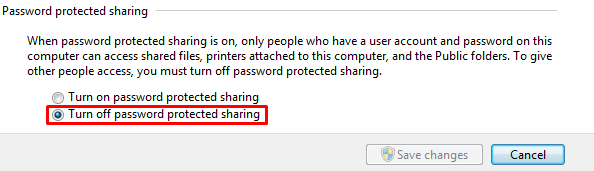 Password protected sharing
When password protected sharing is on, only people who have a user account and password on this
computer can access shared files, printers attached to this computer, and the Public folders. To give
other people access, you must turn off password protected sharing.
Turn on password protected sharing
Turn off password protected sharing
Save changes
Cancel